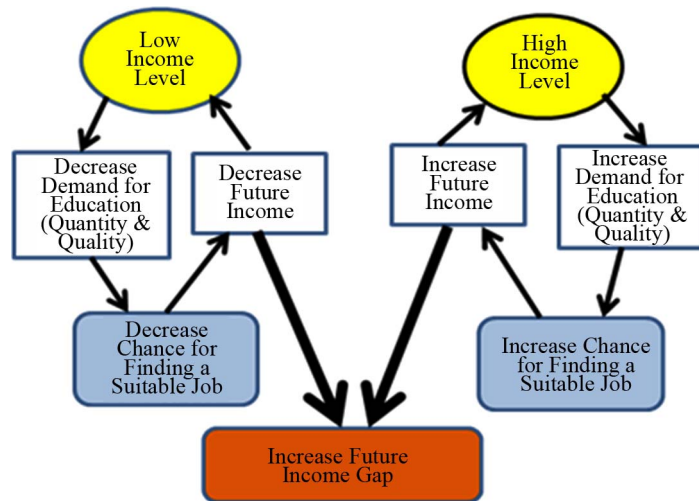 Low
Income
Level
High
Income
Level
Decrease
Demand for
Education
(Quantity &
Quality)
Decrease
Future
Income
Increase
Future
Income
Increase
Demand for
Education
(Quantity &
Quality)
Decrease
Chance for
Finding a
Suitable Job
Increase Chance
for Finding a
Suitable Job
Increase Future
Income Gap